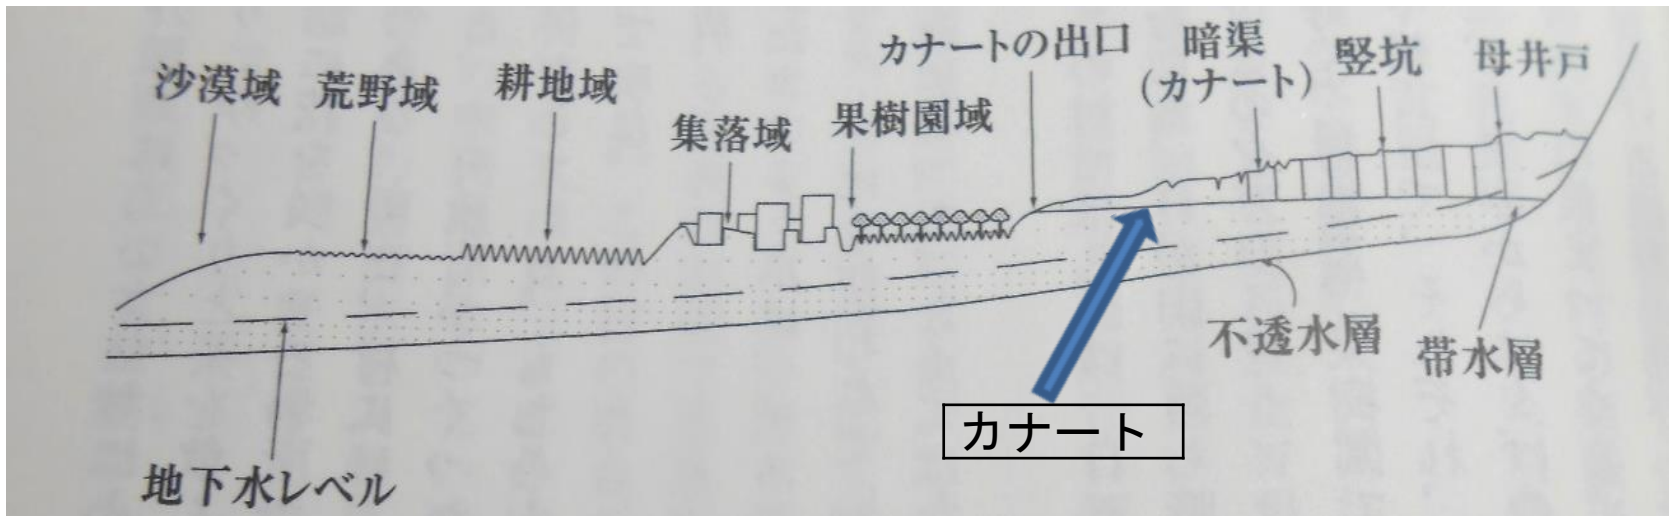 沙漠域
荒野域
耕地域
集落域
果樹園域
カナートの出口
暗渠
(カナート)
竪坑
母井戸
不透水層
帯水層
カナート
地下水レベル